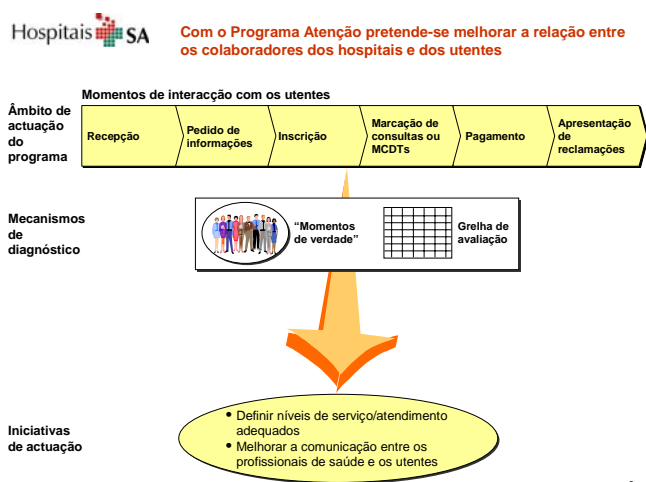 Hospitais SA
Com o Programa Atenção pretende-se melhorar a relação entre
os colaboradores dos hospitais e dos utentes
Momentos de interacção com os utentes
Âmbito de
actuação
do
programa
Recepção
Pedido de
informações
Inscrição
Marcação de
consultas ou
MCDTs
Pagamento
Apresentação
de
reclamações
Mecanismos
de
diagnóstico
“Momentos
de verdade”
Grelha de
avaliação
Iniciativas
de actuação
• Definir níveis de serviço/atendimento
adequados
• Melhorar a comunicação entre os
profissionais de saúde e os utentes